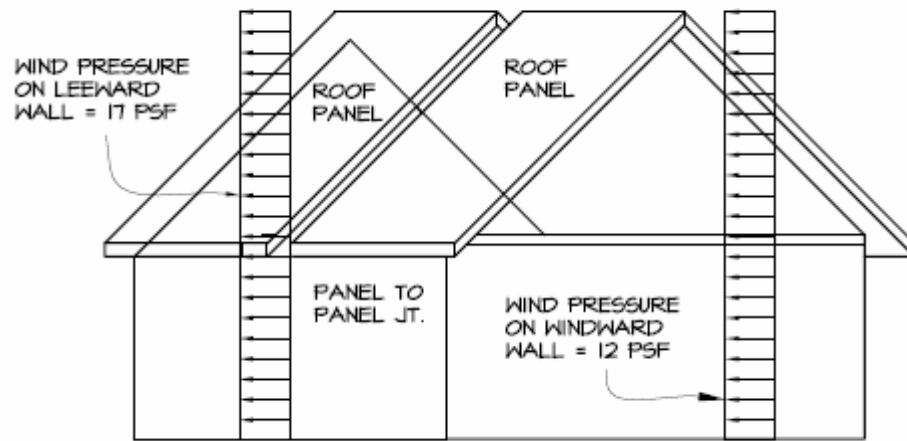 WIND PRESSURE
ON LEEWARD
WALL = 17 PSF
ROOF
PANEL
ROOF
PANEL
PANEL TO
PANEL JT.
WIND PRESSURE
ON WINDWARD
WALL = 12 PSF